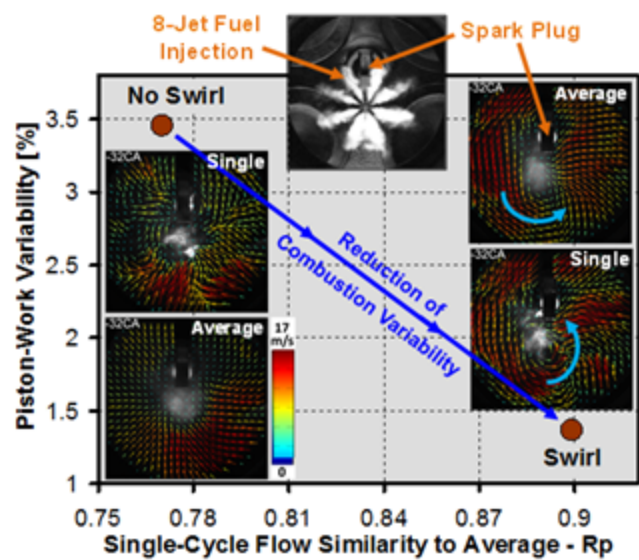 8-Jet Fuel
Injection
Spark Plug
No Swirl
Average
-32CA
Single
-32CA
Single
-32CA
Average
-32CA
17
m/s
0
Reduction of
Combustion Variability
Swirl
Piston-Work Variability [%]
3.5
3
2.5
2
1.5
1
0.75
0.78
0.81
0.84
0.87
0.9
Single-Cycle Flow Similarity to Average - Rp